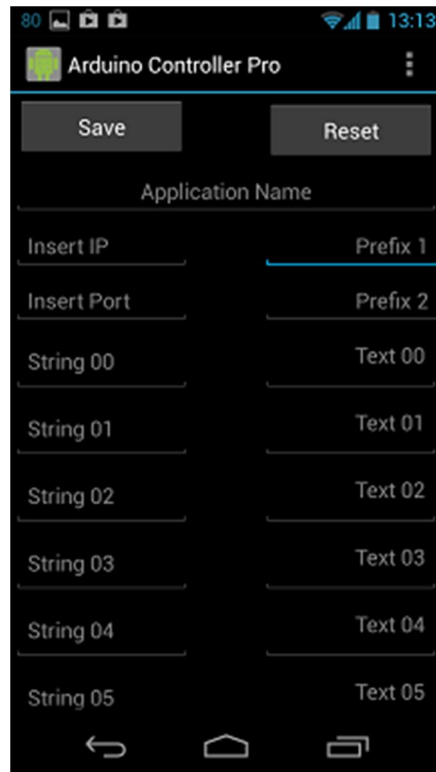 80 13:13
Arduino Controller Pro
Save Reset
Application Name
Insert IP Prefix 1
Insert Port Prefix 2
String 00 Text 00
String 01 Text 01
String 02 Text 02
String 03 Text 03
String 04 Text 04
String 05 Text 05